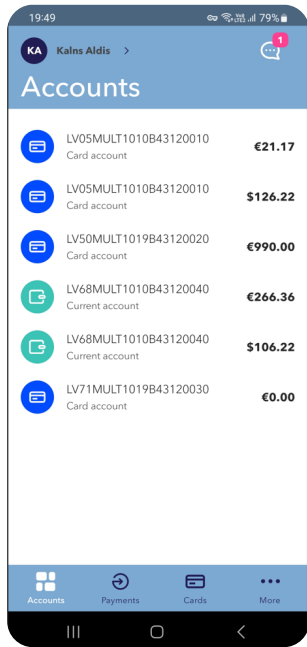 19:49
79%
KA Kalns Aldis >
1
Accounts
LV05MULT1010B43120010
Card account
€21.17
LV05MULT1010B43120010
Card account
$126.22
LV50MULT1019B43120020
Card account
€990.00
LV68MULT1010B43120040
Current account
€266.36
LV68MULT1010B43120040
Current account
$106.22
LV71MULT1019B43120030
Card account
€0.00
Accounts Payments Cards More